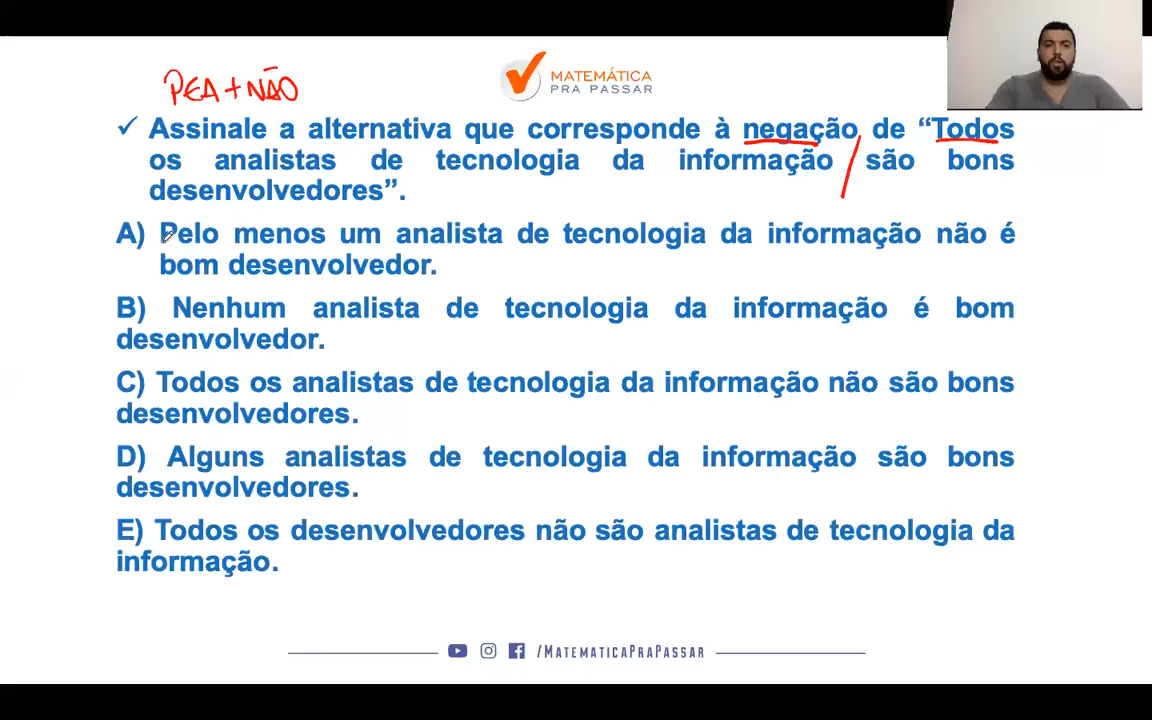 PEA + NÃO
MATEMÁTICA
PRA PASSAR
✓ Assinale a alternativa que corresponde à negação de “Todos
os analistas de tecnologia da informação são bons
desenvolvedores”.
A) Pelo menos um analista de tecnologia da informação não é
bom desenvolvedor.
B) Nenhum analista de tecnologia da informação é bom
desenvolvedor.
C) Todos os analistas de tecnologia da informação não são bons
desenvolvedores.
D) Alguns analistas de tecnologia da informação são bons
desenvolvedores.
E) Todos os desenvolvedores não são analistas de tecnologia da
informação.
/MATEMATICAPRAPASSAR